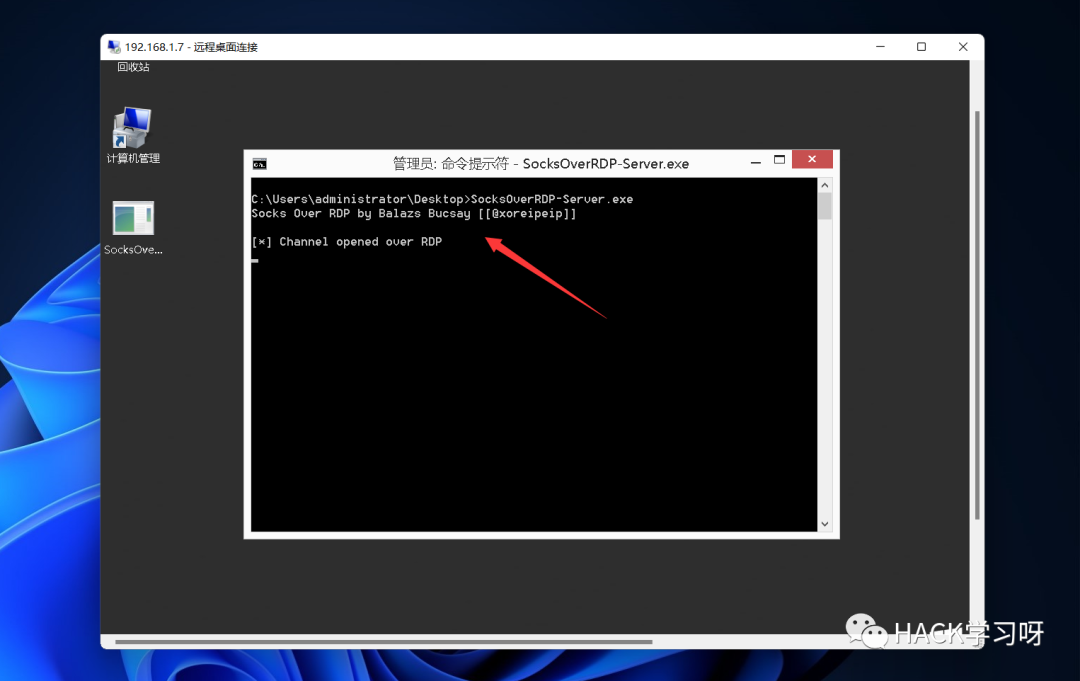 192.168.1.7 - 远程桌面连接
回收站
计算机管理
SocksOve...
管理员: 命令提示符 - SocksOverRDP-Server.exe
C:\Users\administrator\Desktop>SocksOverRDP-Server.exe
Socks Over RDP by Balazs Bucsay [[@xoreipeip]]
[*] Channel opened over RDP
HACK学习呀